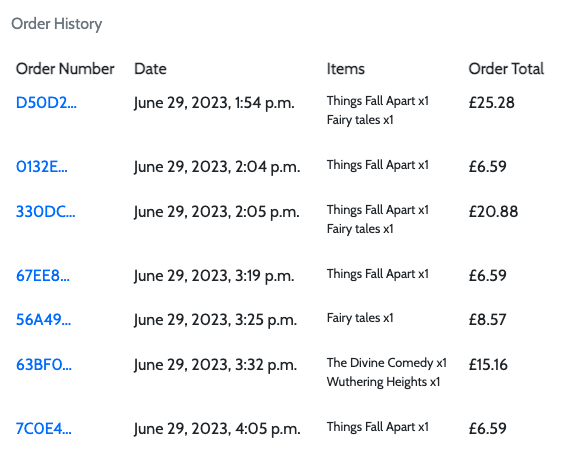 Order History
Order Number Date Items Order Total
D50D2... June 29, 2023, 1:54 p.m. Things Fall Apart x1 £25.28
Fairy tales x1
0132E... June 29, 2023, 2:04 p.m. Things Fall Apart x1 £6.59
330DC... June 29, 2023, 2:05 p.m. Things Fall Apart x1 £20.88
Fairy tales x1
67EE8... June 29, 2023, 3:19 p.m. Things Fall Apart x1 £6.59
56A49... June 29, 2023, 3:25 p.m. Fairy tales x1 £8.57
63BF0... June 29, 2023, 3:32 p.m. The Divine Comedy x1 £15.16
Wuthering Heights x1
7C0E4... June 29, 2023, 4:05 p.m. Things Fall Apart x1 £6.59